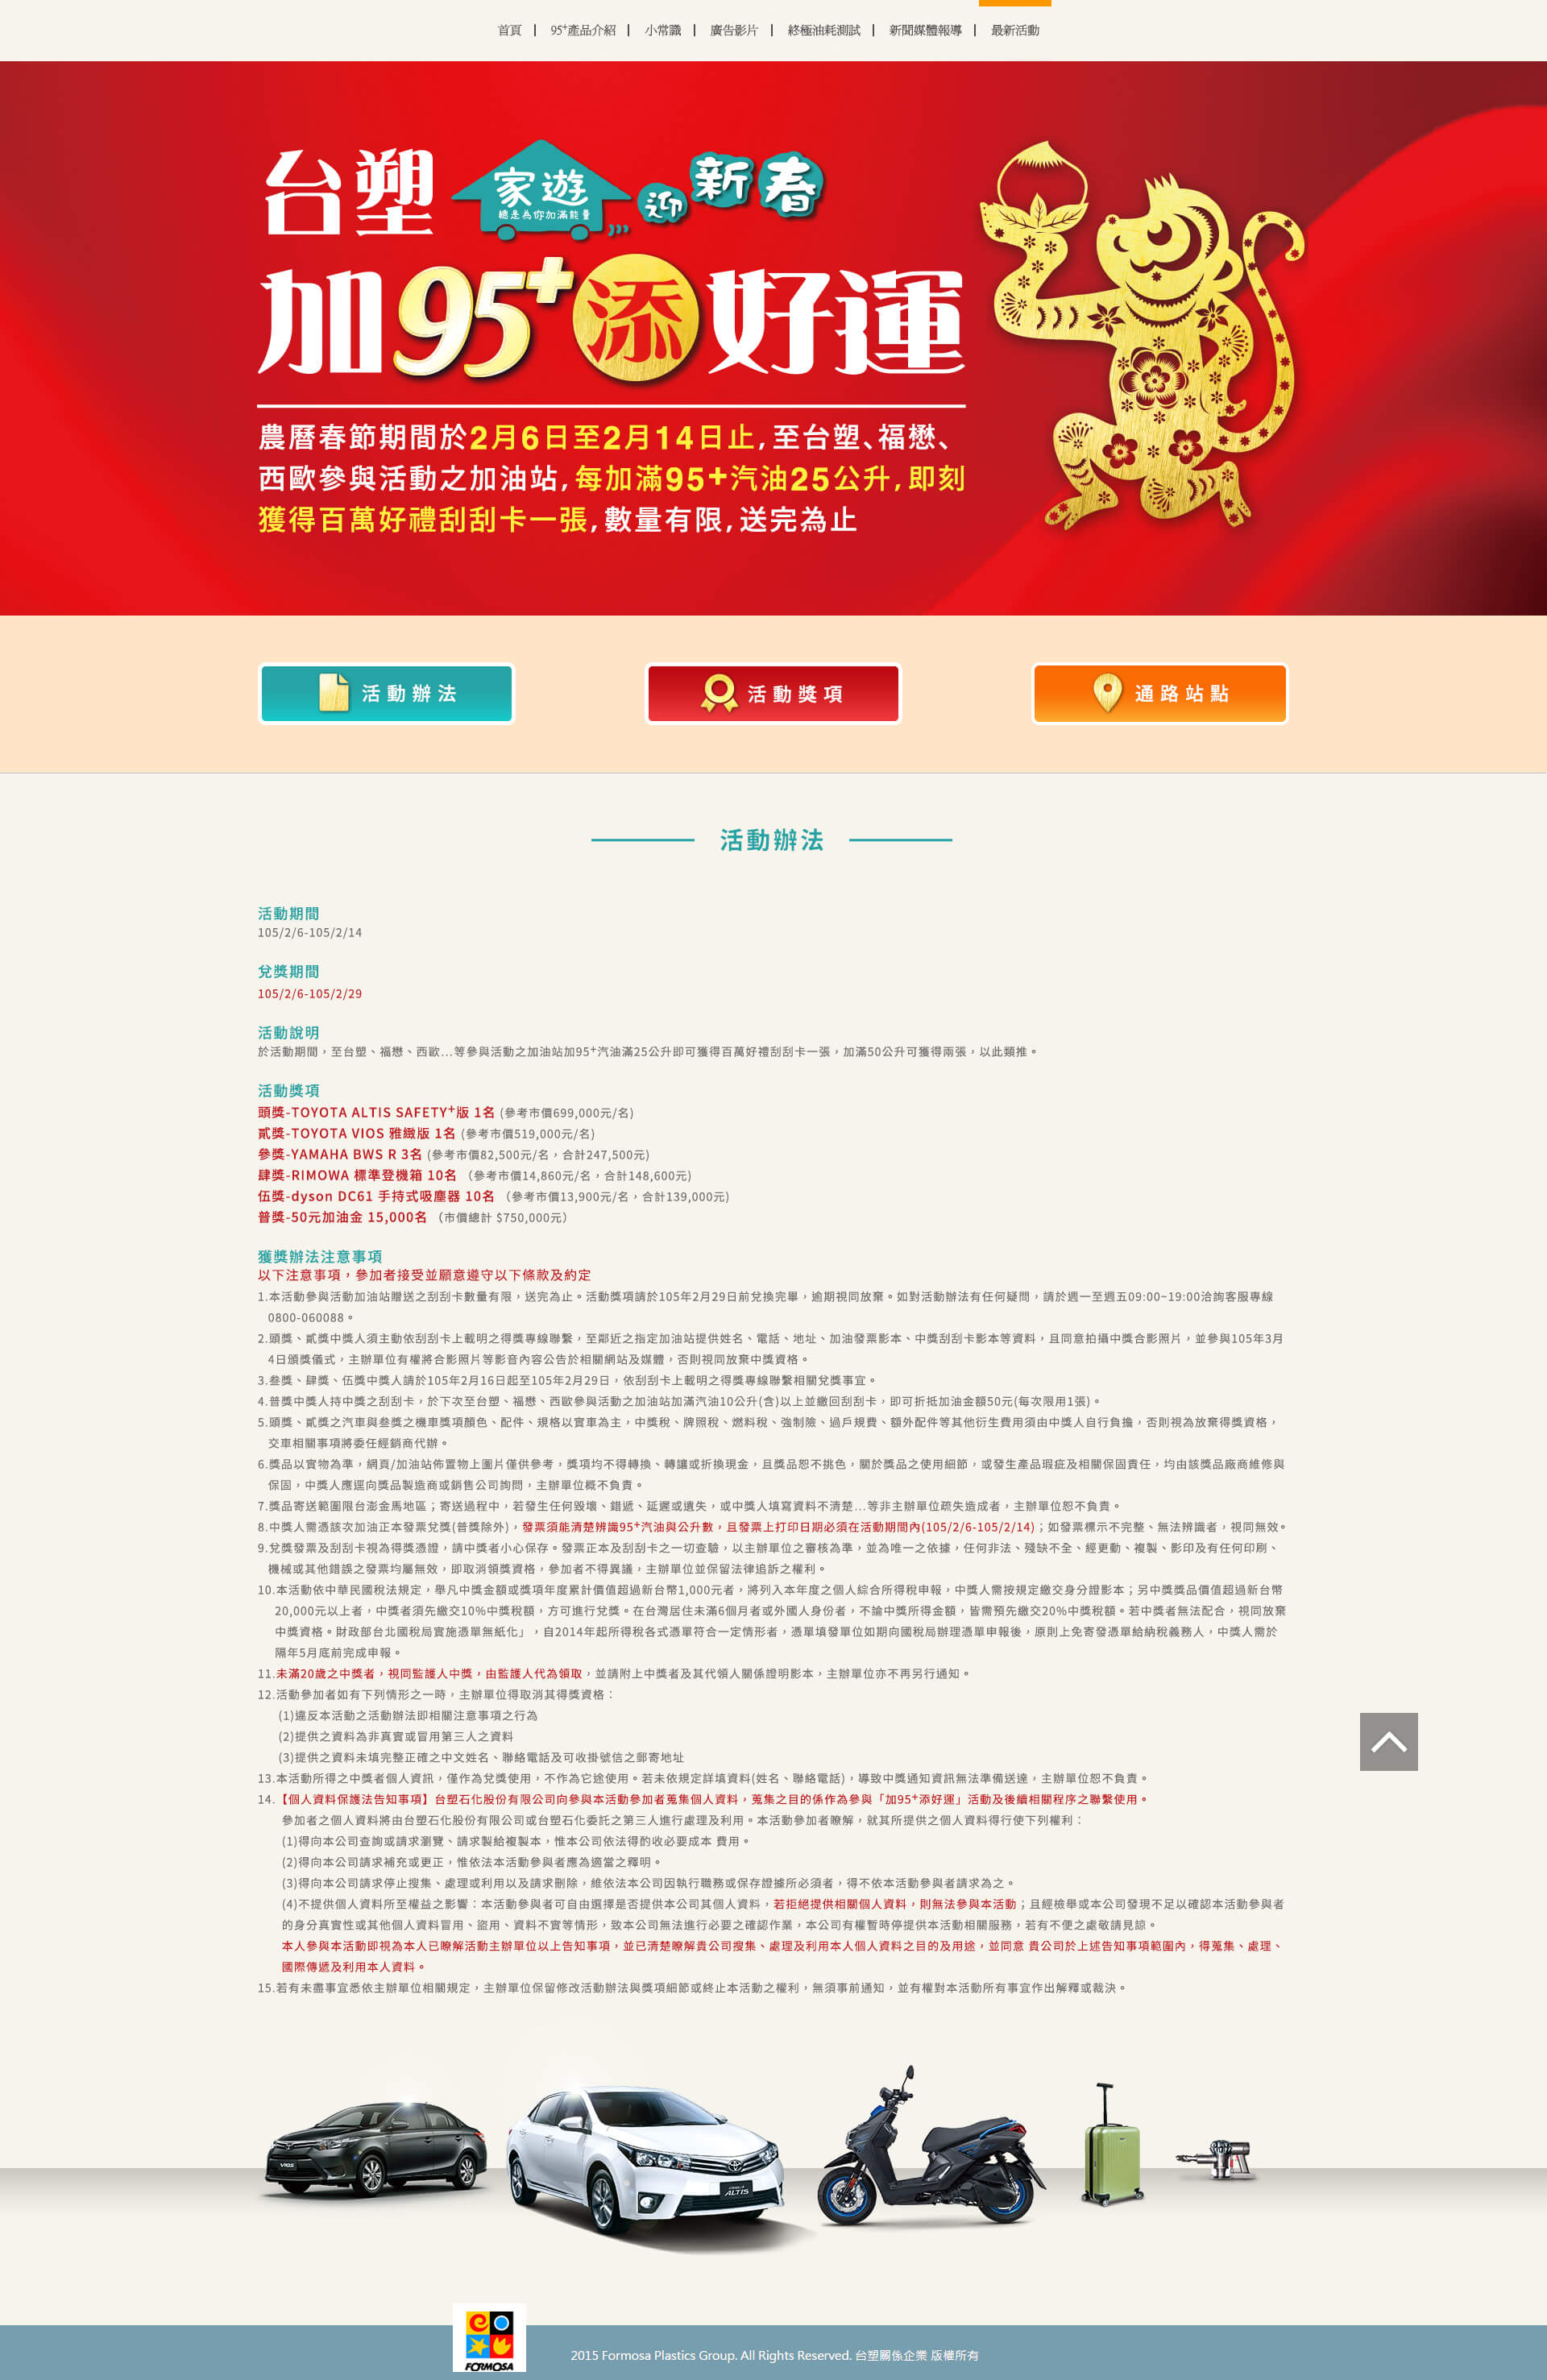 首頁 | 95⁺產品介紹 | 小常識 | 廣告影片 | 終極油耗測試 | 新聞媒體報導 | 最新活動
台塑 家遊 迎新春
總是為你加滿能量
加95⁺添好運
農曆春節期間於2月6日至2月14日止,至台塑、福懋、
西歐參與活動之加油站,每加滿95+汽油25公升,即刻
獲得百萬好禮刮刮卡一張,數量有限,送完為止
活動辦法 活動獎項 通路站點
活動辦法
活動期間
105/2/6-105/2/14
兌獎期間
105/2/6-105/2/29
活動說明
於活動期間，至台塑、福懋、西歐...等參與活動之加油站加95⁺汽油滿25公升即可獲得百萬好禮刮刮卡一張，加滿50公升可獲得兩張，以此類推。
活動獎項
頭獎-TOYOTA ALTIS SAFETY⁺版 1名 (參考市價699,000元/名)
貳獎-TOYOTA VIOS 雅緻版 1名 (參考市價519,000元/名)
參獎-YAMAHA BWS R 3名 (參考市價82,500元/名，合計247,500元)
肆獎-RIMOWA 標準登機箱 10名 （參考市價14,860元/名，合計148,600元)
伍獎-dyson DC61 手持式吸塵器 10名 （參考市價13,900元/名，合計139,000元)
普獎-50元加油金 15,000名 （市價總計 $750,000元）
獲獎辦法注意事項
以下注意事項，參加者接受並願意遵守以下條款及約定
1.本活動參與活動加油站贈送之刮刮卡數量有限，送完為止。活動獎項請於105年2月29日前兌換完畢，逾期視同放棄。如對活動辦法有任何疑問，請於週一至週五09:00~19:00洽詢客服專線
0800-060088。
2.頭獎、貳獎中獎人須主動依刮刮卡上載明之得獎專線聯繫，至鄰近之指定加油站提供姓名、電話、地址、加油發票影本、中獎刮刮卡影本等資料，且同意拍攝中獎合影照片，並參與105年3月
4日頒獎儀式，主辦單位有權將合影照片等影音內容公告於相關網站及媒體，否則視同放棄中獎資格。
3.叁獎、肆獎、伍獎中獎人請於105年2月16日起至105年2月29日，依刮刮卡上載明之得獎專線聯繫相關兌獎事宜。
4.普獎中獎人持中獎之刮刮卡，於下次至台塑、福懋、西歐參與活動之加油站加滿汽油10公升(含)以上並繳回刮刮卡，即可折抵加油金額50元(每次限用1張)。
5.頭獎、貳獎之汽車與叁獎之機車獎項顏色、配件、規格以實車為主，中獎稅、牌照稅、燃料稅、強制險、過戶規費、額外配件等其他衍生費用須由中獎人自行負擔，否則視為放棄得獎資格，
交車相關事項將委任經銷商代辦。
6.獎品以實物為準，網頁/加油站佈置物上圖片僅供參考，獎項均不得轉換、轉讓或折換現金，且獎品恕不挑色，關於獎品之使用細節，或發生產品瑕疵及相關保固責任，均由該獎品廠商維修與
保固，中獎人應逕向獎品製造商或銷售公司詢問，主辦單位概不負責。
7.獎品寄送範圍限台澎金馬地區；寄送過程中，若發生任何毀壞、錯遞、延遲或遺失，或中獎人填寫資料不清楚...等非主辦單位疏失造成者，主辦單位恕不負責。
8.中獎人需憑該次加油正本發票兌獎(普獎除外)，發票須能清楚辨識95⁺汽油與公升數，且發票上打印日期必須在活動期間內(105/2/6-105/2/14)；如發票標示不完整、無法辨識者，視同無效。
9.兌獎發票及刮刮卡視為得獎憑證，請中獎者小心保存。發票正本及刮刮卡之一切查驗，以主辦單位之審核為準，並為唯一之依據，任何非法、殘缺不全、經更動、複製、影印及有任何印刷、
機械或其他錯誤之發票均屬無效，即取消領獎資格，參加者不得異議，主辦單位並保留法律追訴之權利。
10.本活動依中華民國稅法規定，舉凡中獎金額或獎項年度累計價值超過新台幣1,000元者，將列入本年度之個人綜合所得稅申報，中獎人需按規定繳交身分證影本；另中獎獎品價值超過新台幣
20,000元以上者，中獎者須先繳交10%中獎稅額，方可進行兌獎。在台灣居住未滿6個月者或外國人身份者，不論中獎所得金額，皆需預先繳交20%中獎稅額。若中獎者無法配合，視同放棄
中獎資格。財政部台北國稅局實施憑單無紙化」，自2014年起所得稅各式憑單符合一定情形者，憑單填發單位如期向國稅局辦理憑單申報後，原則上免寄發憑單給納稅義務人，中獎人需於
隔年5月底前完成申報。
11.未滿20歲之中獎者，視同監護人中獎，由監護人代為領取，並請附上中獎者及其代領人關係證明影本，主辦單位亦不再另行通知。
12.活動參加者如有下列情形之一時，主辦單位得取消其得獎資格：
(1)違反本活動之活動辦法即相關注意事項之行為
(2)提供之資料為非真實或冒用第三人之資料
(3)提供之資料未填完整正確之中文姓名、聯絡電話及可收掛號信之郵寄地址
13.本活動所得之中獎者個人資訊，僅作為兌獎使用，不作為它途使用。若未依規定詳填資料(姓名、聯絡電話)，導致中獎通知資訊無法準備送達，主辦單位恕不負責。
14.【個人資料保護法告知事項】台塑石化股份有限公司向參與本活動參加者蒐集個人資料，蒐集之目的係作為參與「加95⁺添好運」活動及後續相關程序之聯繫使用。
參加者之個人資料將由台塑石化股份有限公司或台塑石化委託之第三人進行處理及利用。本活動參加者瞭解，就其所提供之個人資料得行使下列權利：
(1)得向本公司查詢或請求瀏覽、請求製給複製本，惟本公司依法得酌收必要成本 費用。
(2)得向本公司請求補充或更正，惟依法本活動參與者應為適當之釋明。
(3)得向本公司請求停止搜集、處理或利用以及請求刪除，維依法本公司因執行職務或保存證據所必須者，得不依本活動參與者請求為之。
(4)不提供個人資料所至權益之影響：本活動參與者可自由選擇是否提供本公司其個人資料，若拒絕提供相關個人資料，則無法參與本活動；且經檢舉或本公司發現不足以確認本活動參與者
的身分真實性或其他個人資料冒用、盜用、資料不實等情形，致本公司無法進行必要之確認作業，本公司有權暫時停提供本活動相關服務，若有不便之處敬請見諒。
本人參與本活動即視為本人已瞭解活動主辦單位以上告知事項，並已清楚瞭解貴公司搜集、處理及利用本人個人資料之目的及用途，並同意 貴公司於上述告知事項範圍內，得蒐集、處理、
國際傳遞及利用本人資料。
15.若有未盡事宜悉依主辦單位相關規定，主辦單位保留修改活動辦法與獎項細節或終止本活動之權利，無須事前通知，並有權對本活動所有事宜作出解釋或裁決。
VIOS
ALTIS
FORMOSA
2015 Formosa Plastics Group. All Rights Reserved. 台塑關係企業 版權所有